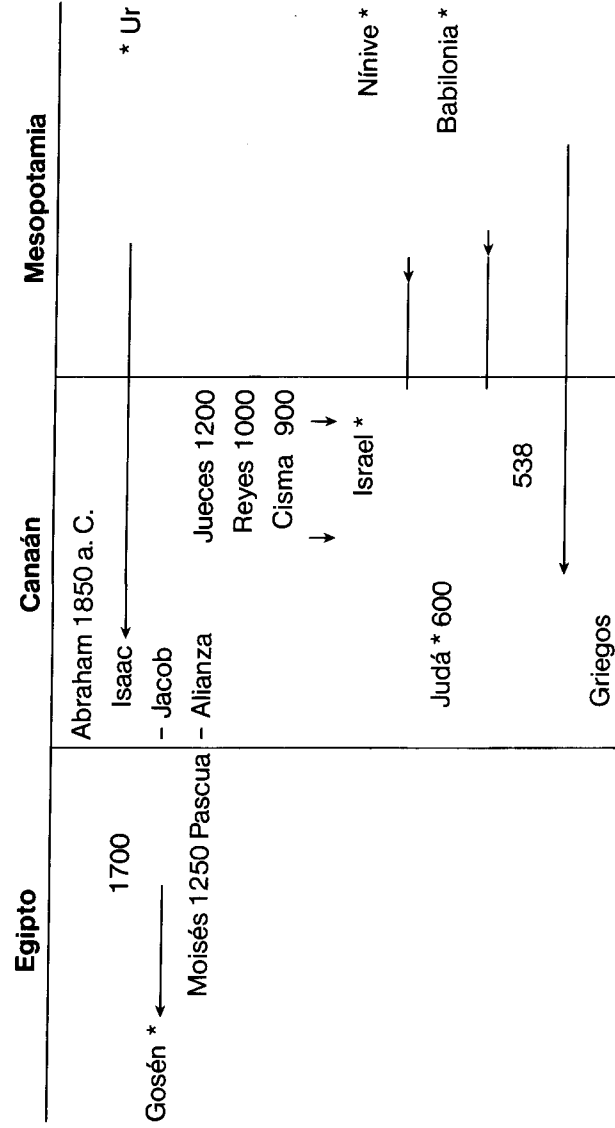 Egipto Canaán Mesopotamia
Abraham 1850 a. C.
1700 Isaac * Ur
Gosén * – Jacob
Moisés 1250 Pascua – Alianza Jueces 1200
Reyes 1000
Cisma 900
Israel * Nínive *
Judá * 600 Babilonia *
538
Griegos